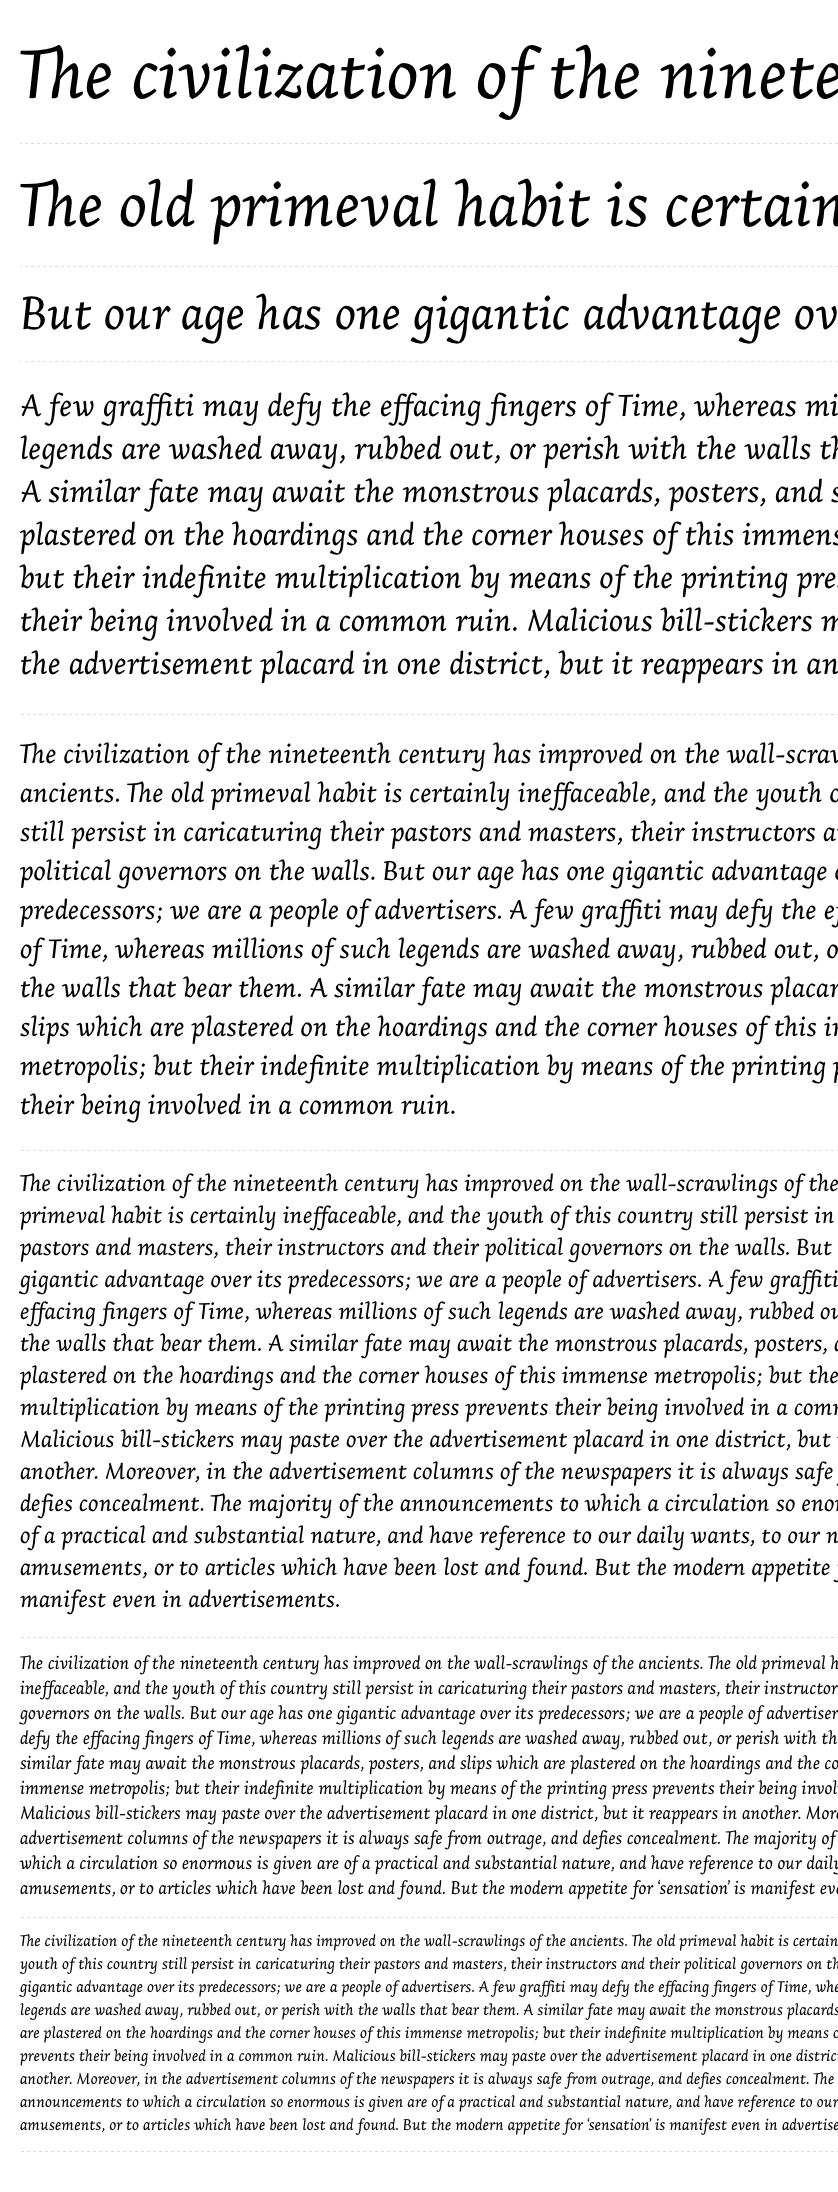 The civilization of the ninete
The old primeval habit is certain
But our age has one gigantic advantage ov
A few graffiti may defy the effacing fingers of Time, whereas mi
legends are washed away, rubbed out, or perish with the walls th
A similar fate may await the monstrous placards, posters, and s
plastered on the hoardings and the corner houses of this immens
but their indefinite multiplication by means of the printing pre
their being involved in a common ruin. Malicious bill-stickers m
the advertisement placard in one district, but it reappears in an
The civilization of the nineteenth century has improved on the wall-scraw
ancients. The old primeval habit is certainly ineffaceable, and the youth o
still persist in caricaturing their pastors and masters, their instructors a
political governors on the walls. But our age has one gigantic advantage o
predecessors; we are a people of advertisers. A few graffiti may defy the e
of Time, whereas millions of such legends are washed away, rubbed out, o
the walls that bear them. A similar fate may await the monstrous placar
slips which are plastered on the hoardings and the corner houses of this i
metropolis; but their indefinite multiplication by means of the printing p
their being involved in a common ruin.
The civilization of the nineteenth century has improved on the wall-scrawlings of the
primeval habit is certainly ineffaceable, and the youth of this country still persist in
pastors and masters, their instructors and their political governors on the walls. But
gigantic advantage over its predecessors; we are a people of advertisers. A few graffiti
effacing fingers of Time, whereas millions of such legends are washed away, rubbed ou
the walls that bear them. A similar fate may await the monstrous placards, posters, a
plastered on the hoardings and the corner houses of this immense metropolis; but the
multiplication by means of the printing press prevents their being involved in a comm
Malicious bill-stickers may paste over the advertisement placard in one district, but
another. Moreover, in the advertisement columns of the newspapers it is always safe
defies concealment. The majority of the announcements to which a circulation so enor
of a practical and substantial nature, and have reference to our daily wants, to our n
amusements, or to articles which have been lost and found. But the modern appetite f
manifest even in advertisements.
The civilization of the nineteenth century has improved on the wall-scrawlings of the ancients. The old primeval h
ineffaceable, and the youth of this country still persist in caricaturing their pastors and masters, their instructor
governors on the walls. But our age has one gigantic advantage over its predecessors; we are a people of advertiser
defy the effacing fingers of Time, whereas millions of such legends are washed away, rubbed out, or perish with th
similar fate may await the monstrous placards, posters, and slips which are plastered on the hoardings and the co
immense metropolis; but their indefinite multiplication by means of the printing press prevents their being invol
Malicious bill-stickers may paste over the advertisement placard in one district, but it reappears in another. More
advertisement columns of the newspapers it is always safe from outrage, and defies concealment. The majority of
which a circulation so enormous is given are of a practical and substantial nature, and have reference to our daily
amusements, or to articles which have been lost and found. But the modern appetite for ‘sensation’ is manifest eve
The civilization of the nineteenth century has improved on the wall-scrawlings of the ancients. The old primeval habit is certain
youth of this country still persist in caricaturing their pastors and masters, their instructors and their political governors on th
gigantic advantage over its predecessors; we are a people of advertisers. A few graffiti may defy the effacing fingers of Time, whe
legends are washed away, rubbed out, or perish with the walls that bear them. A similar fate may await the monstrous placards
are plastered on the hoardings and the corner houses of this immense metropolis; but their indefinite multiplication by means o
prevents their being involved in a common ruin. Malicious bill-stickers may paste over the advertisement placard in one distric
another. Moreover, in the advertisement columns of the newspapers it is always safe from outrage, and defies concealment. The
announcements to which a circulation so enormous is given are of a practical and substantial nature, and have reference to our
amusements, or to articles which have been lost and found. But the modern appetite for ‘sensation’ is manifest even in advertise